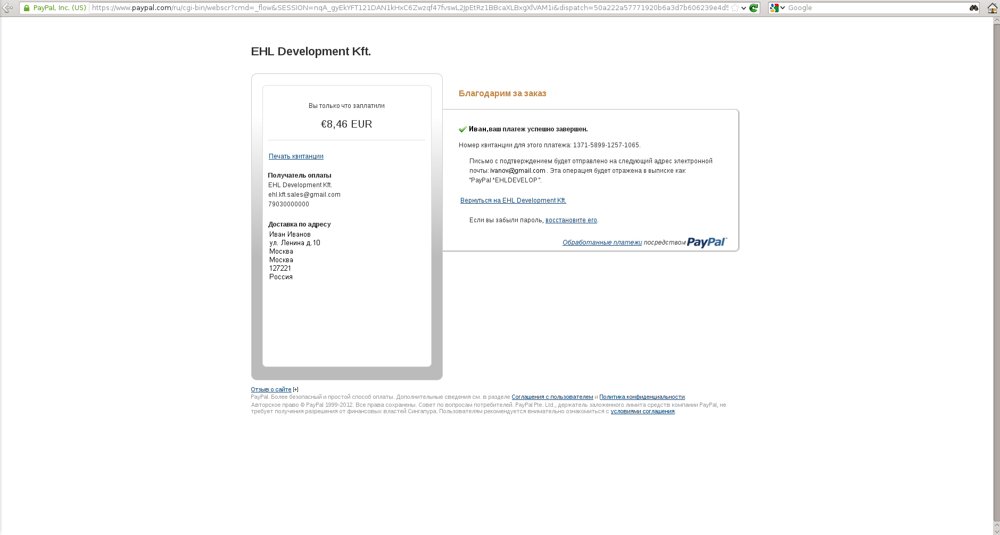 PayPal, Inc. (US) https://www.paypal.com/ru/cgi-bin/webscr?cmd=_flow&SESSION=nqA_gyEkYFT121DAN1kHxC6Zwzqf47fvswL2JpEtRz1BBcaXLBxgXlVAM1i&dispatch=50a222a57771920b6a3d7b606239e4d5 Google
EHL Development Kft.
Вы только что заплатили
€8,46 EUR
Печать квитанции
Получатель оплаты
EHL Development Kft.
ehl.kft.sales@gmail.com
79030000000
Доставка по адресу
Иван Иванов
ул. Ленина д.10
Москва
Москва
127221
Россия
Благодарим за заказ
Иван,ваш платеж успешно завершен.
Номер квитанции для этого платежа: 1371-5899-1257-1065.
Письмо с подтверждением будет отправлено на следующий адрес электронной
почты: ivanov@gmail.com . Эта операция будет отражена в выписке как
"PayPal *EHLDEVELOP".
Вернуться на EHL Development Kft.
Если вы забыли пароль, восстановите его.
Обработанные платежи посредством PayPal™
Отзыв о сайте [+]
PayPal. Более безопасный и простой способ оплаты. Дополнительные сведения см. в разделе Соглашения с пользователем и Политика конфиденциальности.
Авторское право © PayPal 1999-2012. Все права сохранены. Совет по вопросам потребителей. PayPal Pte. Ltd., держатель заложенного лимита средств компании PayPal, не
требует получения разрешения от финансовых властей Сингапура. Пользователям рекомендуется внимательно ознакомиться с условиями соглашения.